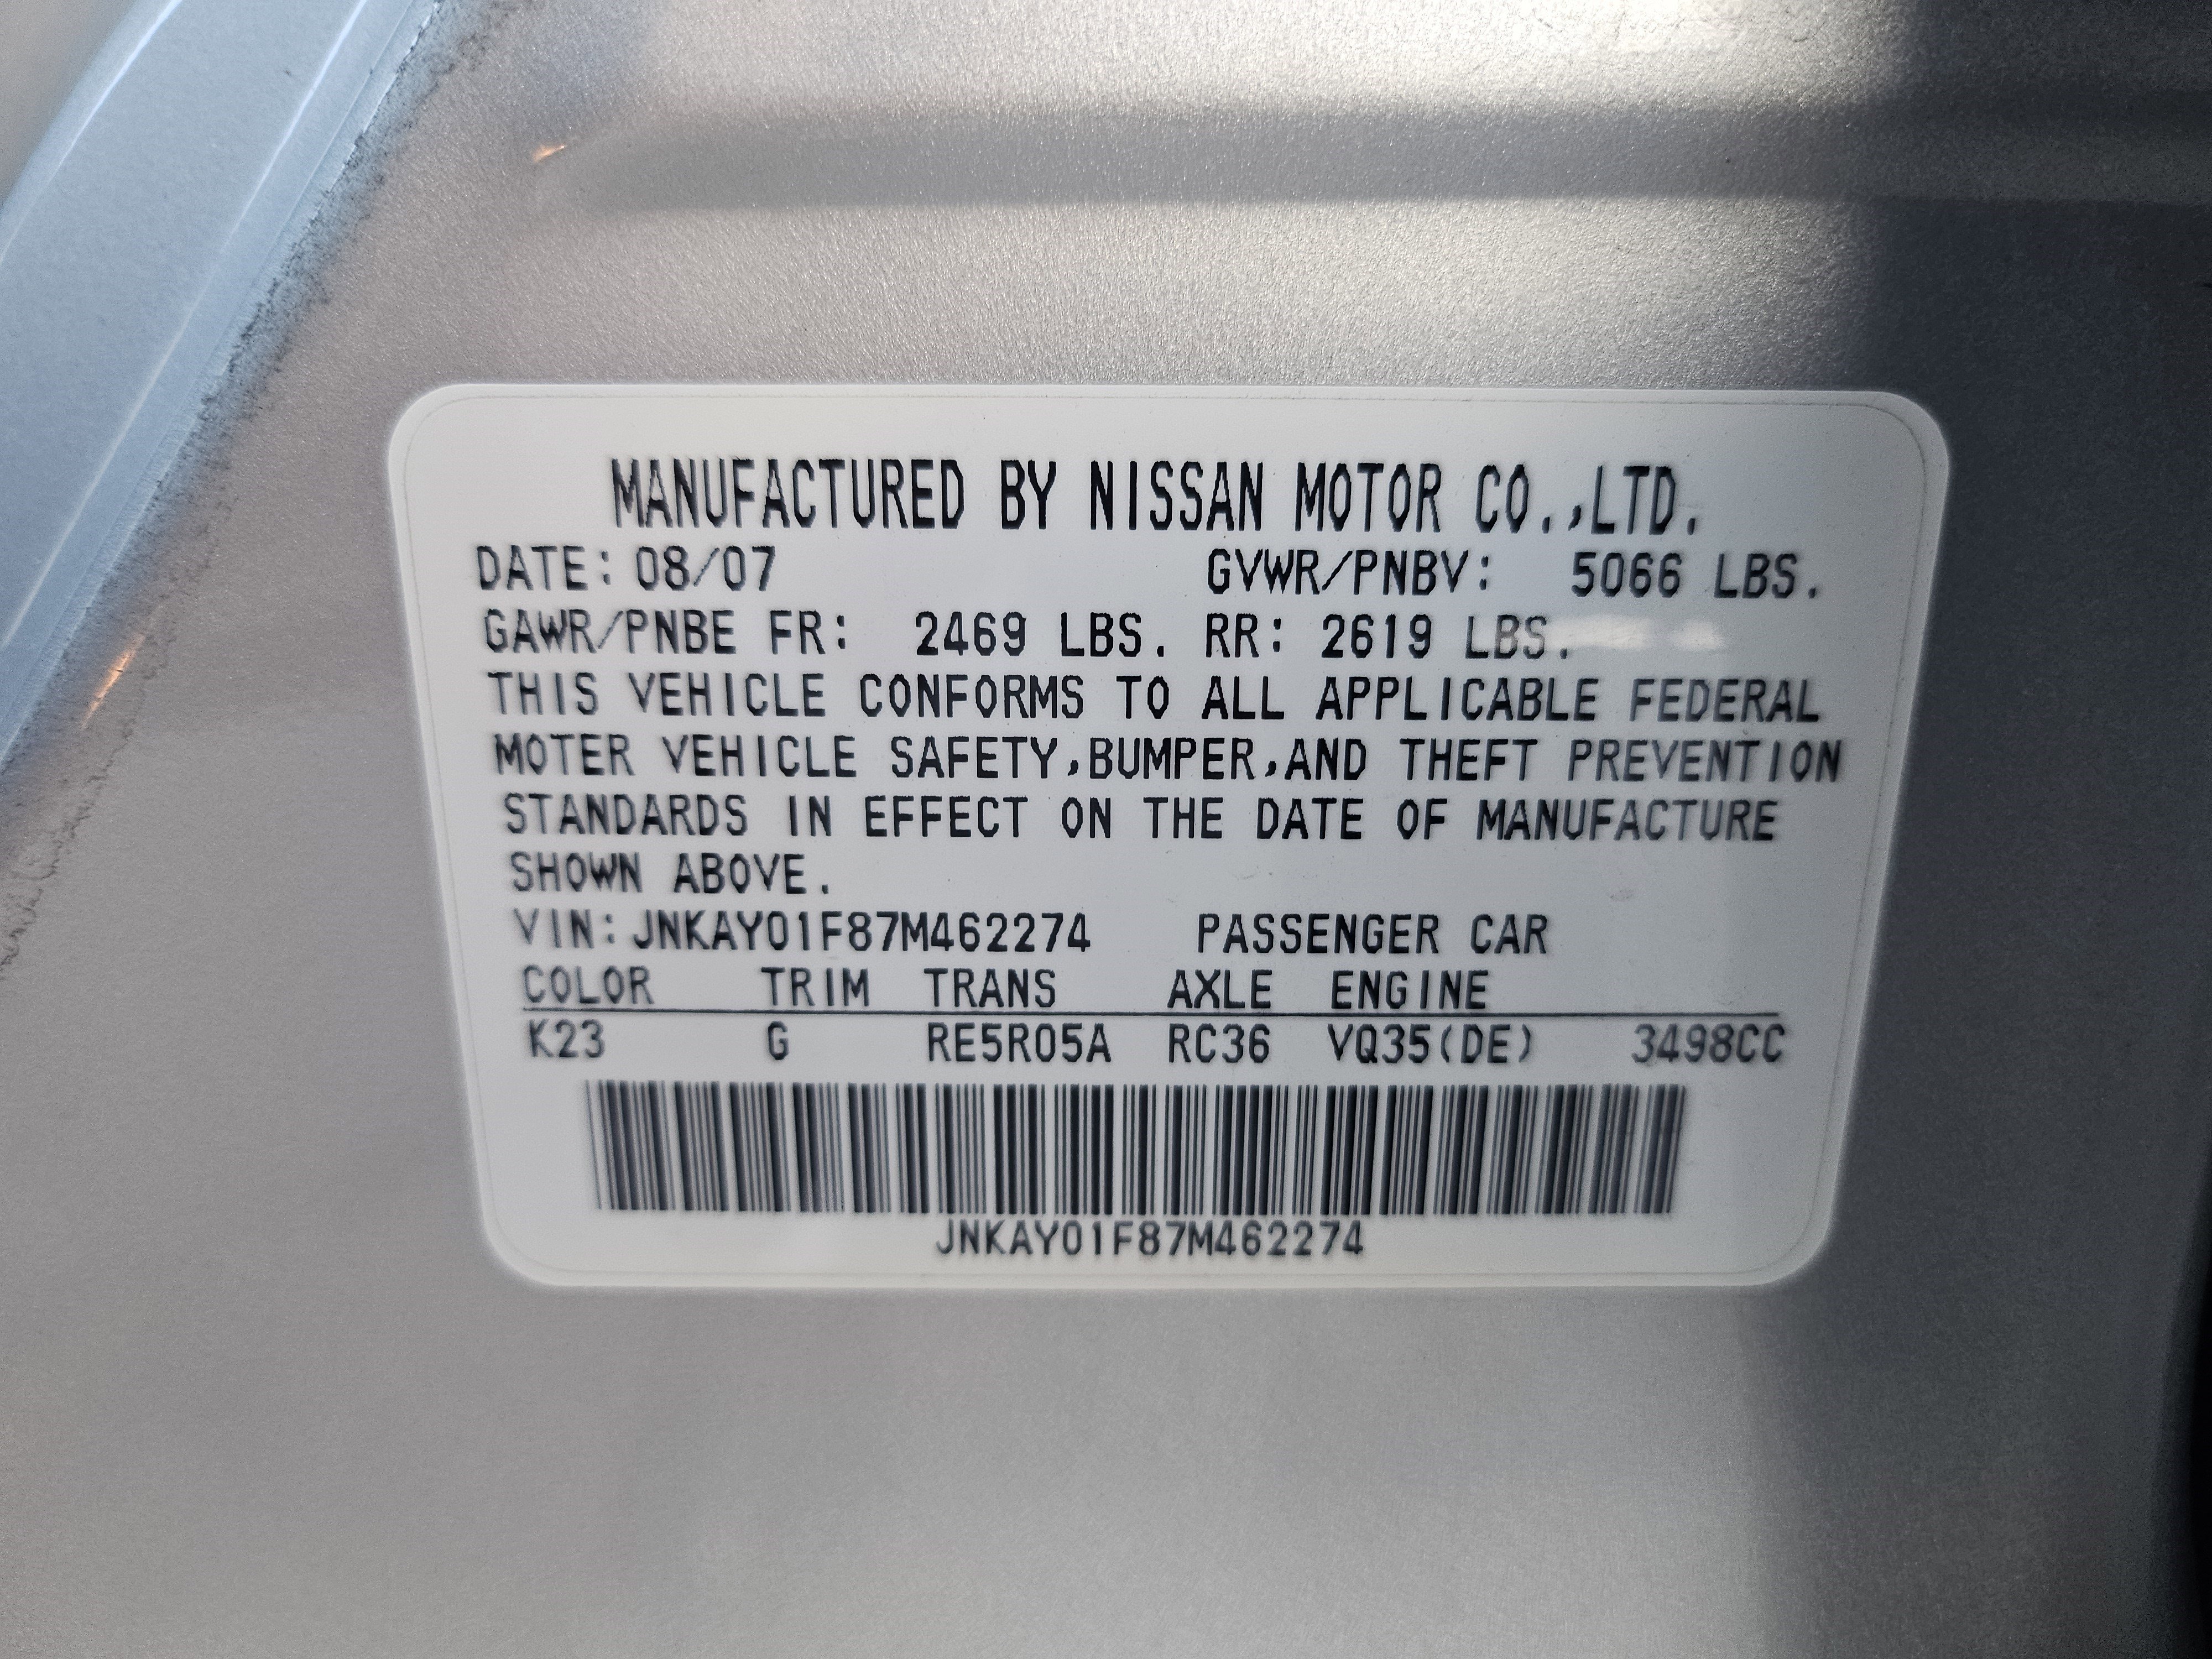 MANUFACTURED BY NISSAN MOTOR CO.,LTD.
DATE: 08/07 GVWR/PNBV: 5066 LBS.
GAWR/PNBE FR: 2469 LBS. RR: 2619 LBS.
THIS VEHICLE CONFORMS TO ALL APPLICABLE FEDERAL
MOTER VEHICLE SAFETY,BUMPER,AND THEFT PREVENTION
STANDARDS IN EFFECT ON THE DATE OF MANUFACTURE
SHOWN ABOVE.
VIN: JNKAY01F87M462274 PASSENGER CAR
COLOR TRIM TRANS AXLE ENGINE
K23 G RE5R05A RC36 VQ35(DE) 3498CC
JNKAY01F87M462274